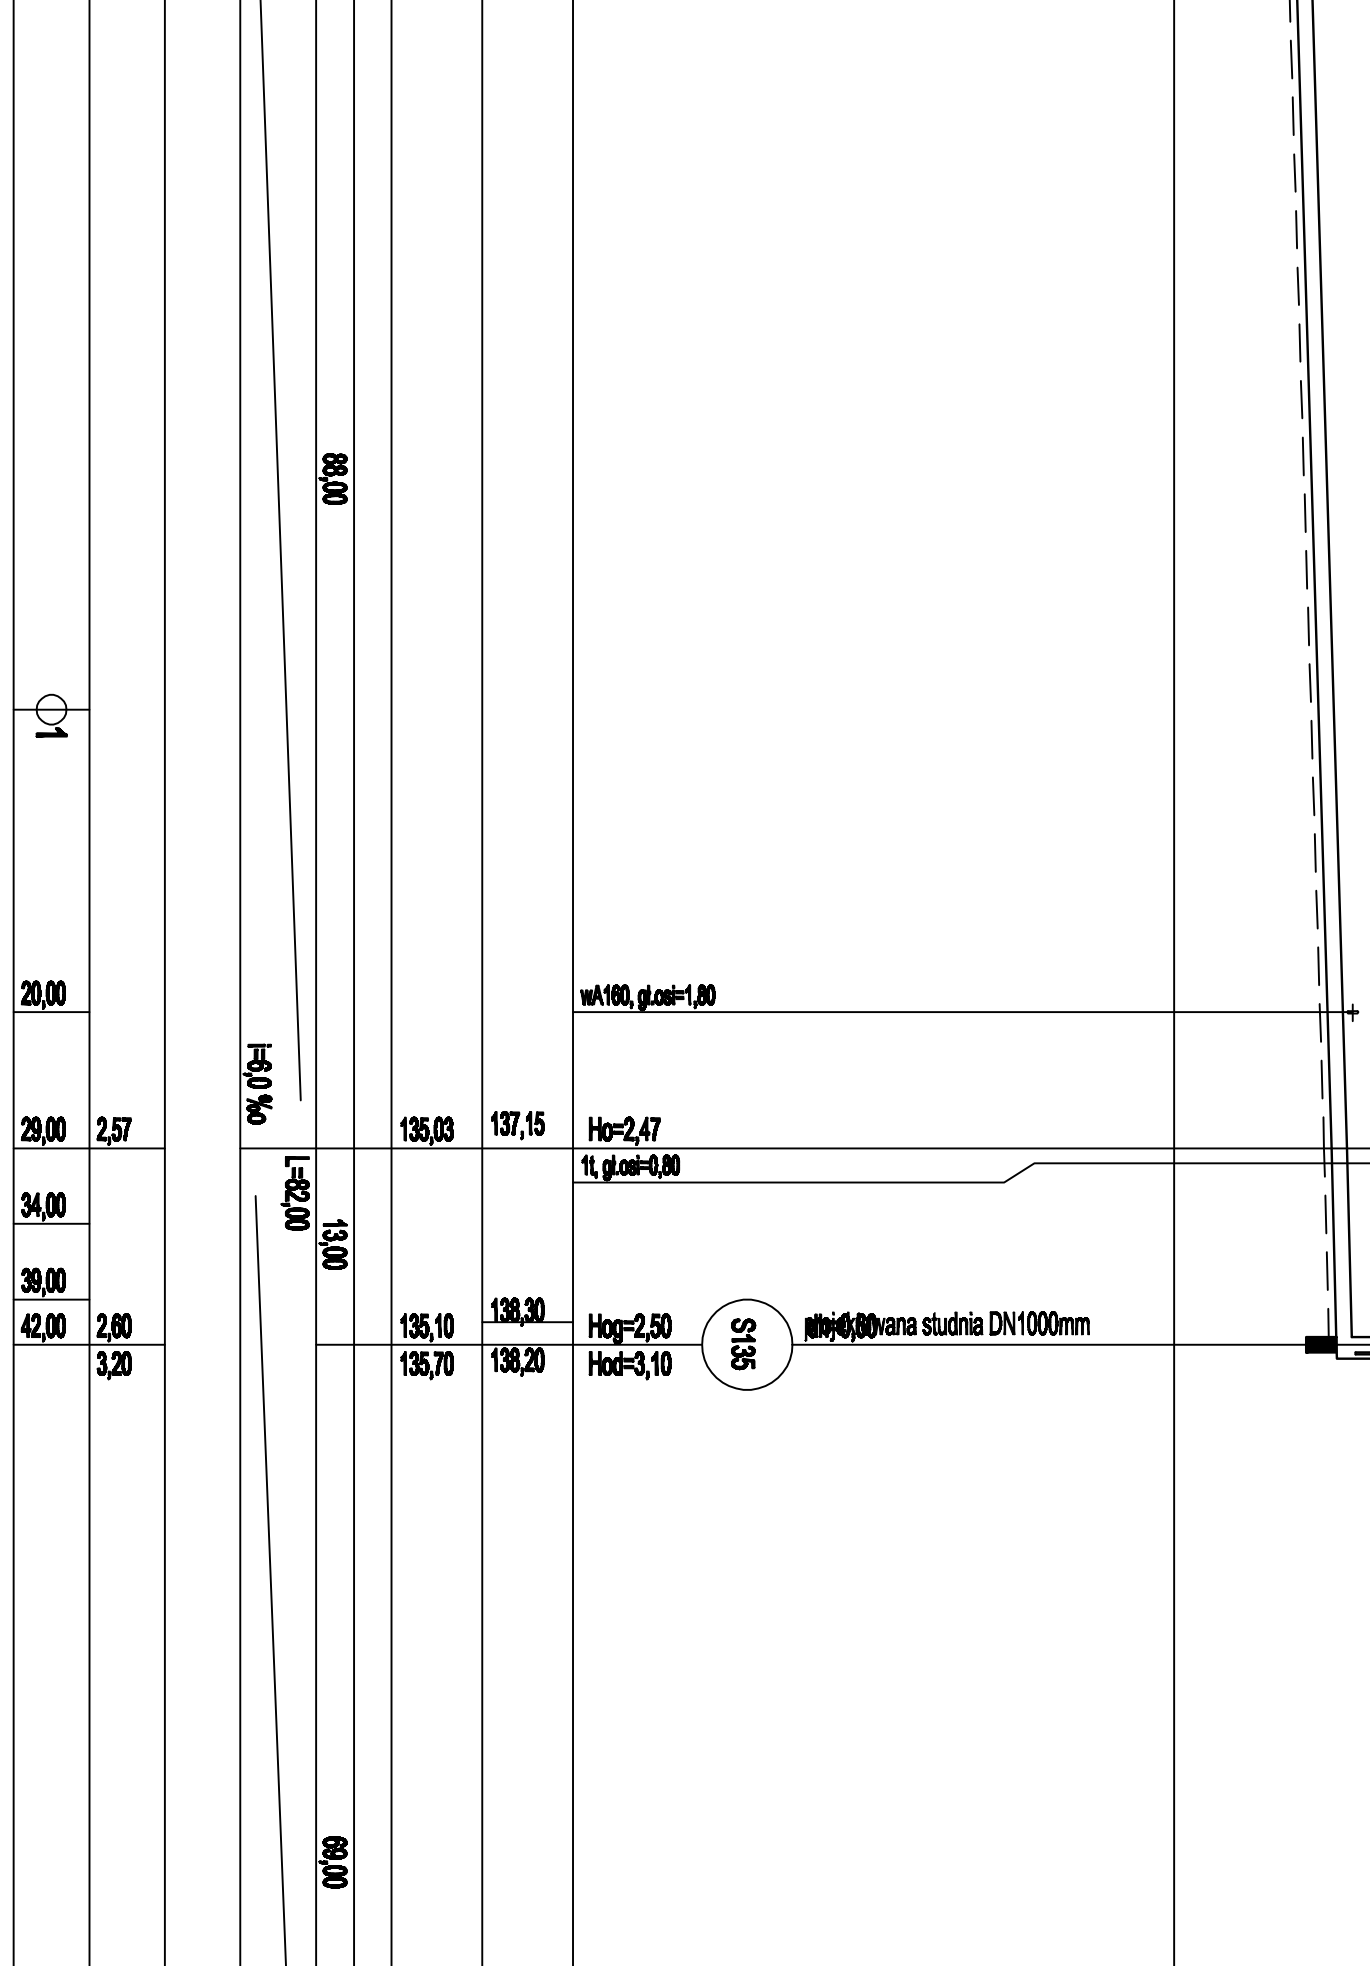 88,00
1
20,00
wA160, gł.osi=1,80
i=6,0 ‰
29,00 2,57 135,03 137,15 Ho=2,47
1t, gł.osi=0,80
L=82,00
34,00
13,00
39,00
138,30
42,00 2,60 135,10 Hog=2,50
S135
studnia DN1000mm
3,20 135,70 138,20 Hod=3,10
69,00